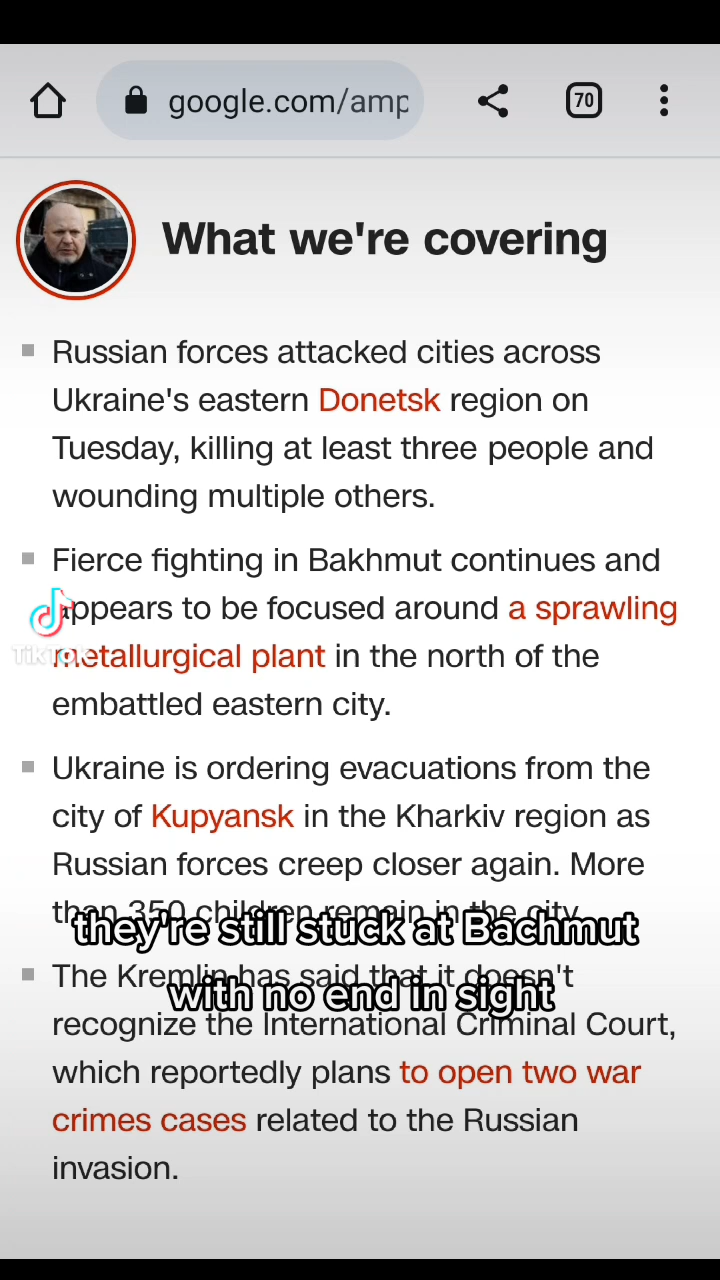 google.com/amp
70
What we're covering
Russian forces attacked cities across
Ukraine's eastern Donetsk region on
Tuesday, killing at least three people and
wounding multiple others.
Fierce fighting in Bakhmut continues and
appears to be focused around a sprawling
metallurgical plant in the north of the
embattled eastern city.
TikTok
Ukraine is ordering evacuations from the
city of Kupyansk in the Kharkiv region as
Russian forces creep closer again. More
than 350 children remain in the city.
they're still stuck at Bachmut
with no end in sight
The Kremlin has said that it doesn't
recognize the International Criminal Court,
which reportedly plans to open two war
crimes cases related to the Russian
invasion.